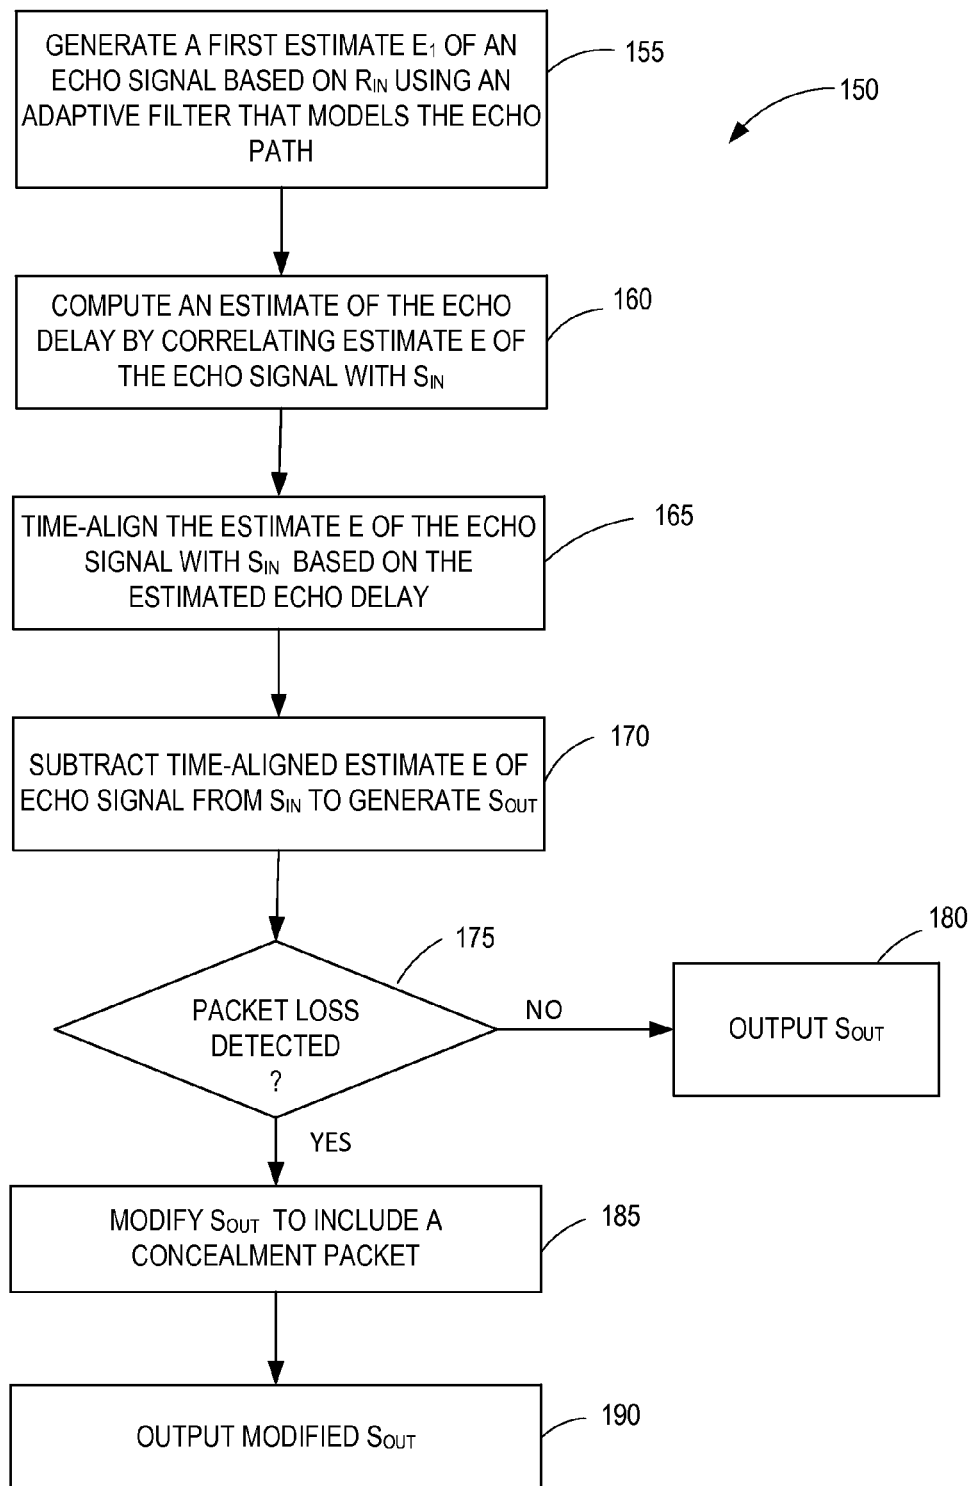 GENERATE A FIRST ESTIMATE E₁ OF AN
ECHO SIGNAL BASED ON RIN USING AN
ADAPTIVE FILTER THAT MODELS THE ECHO
PATH
155
150
COMPUTE AN ESTIMATE OF THE ECHO
DELAY BY CORRELATING ESTIMATE E OF
THE ECHO SIGNAL WITH SIN
160
TIME-ALIGN THE ESTIMATE E OF THE ECHO
SIGNAL WITH SIN BASED ON THE
ESTIMATED ECHO DELAY
165
SUBTRACT TIME-ALIGNED ESTIMATE E OF
ECHO SIGNAL FROM SIN TO GENERATE SOUT
170
PACKET LOSS
DETECTED
?
175
NO
OUTPUT SOUT
180
YES
MODIFY SOUT TO INCLUDE A
CONCEALMENT PACKET
185
OUTPUT MODIFIED SOUT
190